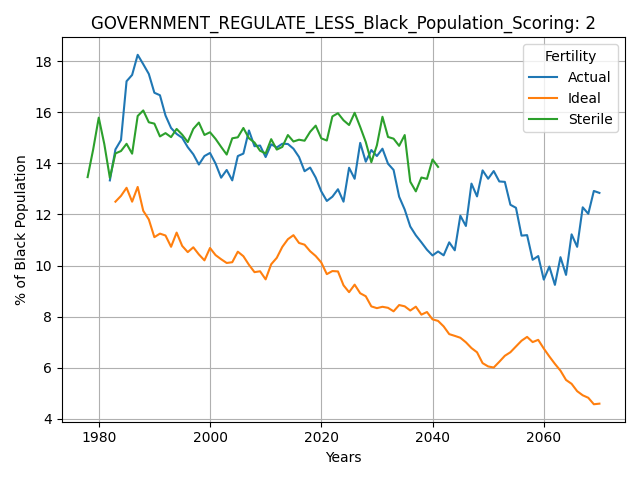 GOVERNMENT_REGULATE_LESS_Black_Population_Scoring: 2
Fertility
Actual
Ideal
Sterile
% of Black Population
18
16
14
12
10
8
6
4
1980
2000
2020
2040
2060
Years